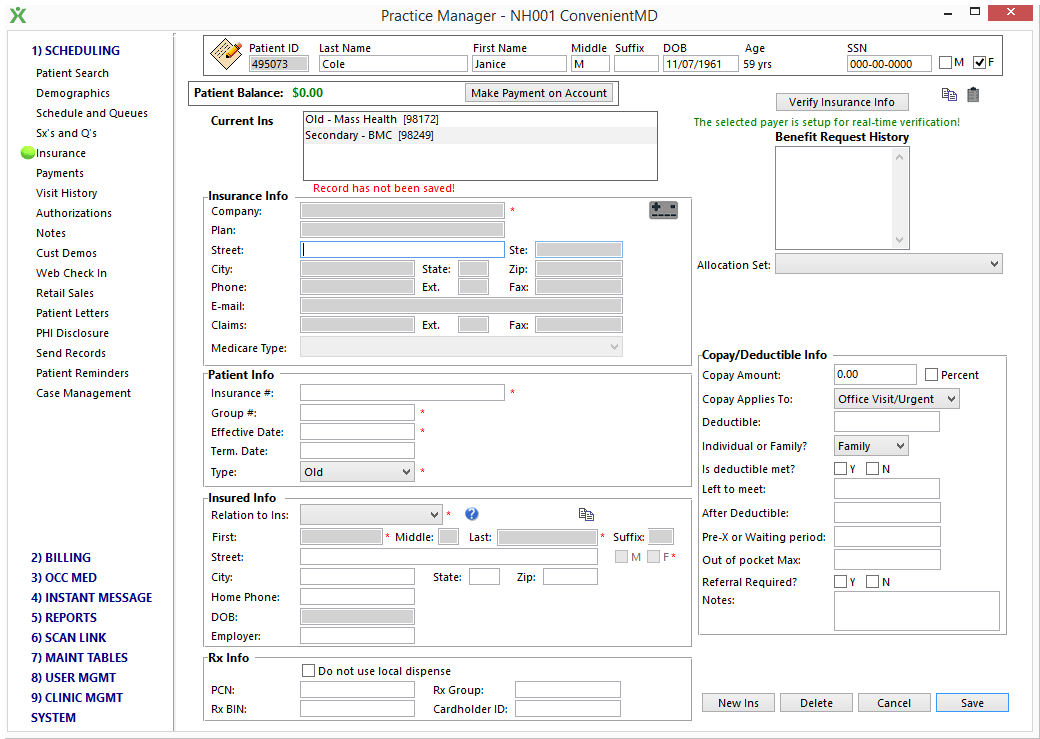 Practice Manager - NH001 ConvenientMD
1) SCHEDULING
Patient Search
Demographics
Schedule and Queues
Sx's and Q's
Insurance
Payments
Visit History
Authorizations
Notes
Cust Demos
Web Check In
Retail Sales
Patient Letters
PHI Disclosure
Send Records
Patient Reminders
Case Management
2) BILLING
3) OCC MED
4) INSTANT MESSAGE
5) REPORTS
6) SCAN LINK
7) MAINT TABLES
8) USER MGMT
9) CLINIC MGMT
SYSTEM
Patient ID Last Name First Name Middle Suffix DOB Age SSN
495073 Cole Janice M 11/07/1961 59 yrs 000-00-0000 M F
Patient Balance: $0.00 Make Payment on Account
Current Ins
Old - Mass Health [98172]
Secondary - BMC [98249]
Record has not been saved!
Verify Insurance Info
The selected payer is setup for real-time verification!
Benefit Request History
Allocation Set:
Insurance Info
Company: *
Plan:
Street: Ste:
City: State: Zip:
Phone: Ext. Fax:
E-mail:
Claims: Ext. Fax:
Medicare Type:
Patient Info
Insurance #: *
Group #: *
Effective Date: *
Term. Date:
Type: Old *
Insured Info
Relation to Ins: * ?
First: * Middle: Last: * Suffix:
Street: M F *
City: State: Zip:
Home Phone:
DOB:
Employer:
Rx Info
Do not use local dispense
PCN: Rx Group:
Rx BIN: Cardholder ID:
Copay/Deductible Info
Copay Amount: 0.00 Percent
Copay Applies To: Office Visit/Urgent
Deductible:
Individual or Family? Family
Is deductible met? Y N
Left to meet:
After Deductible:
Pre-X or Waiting period:
Out of pocket Max:
Referral Required? Y N
Notes:
New Ins Delete Cancel Save